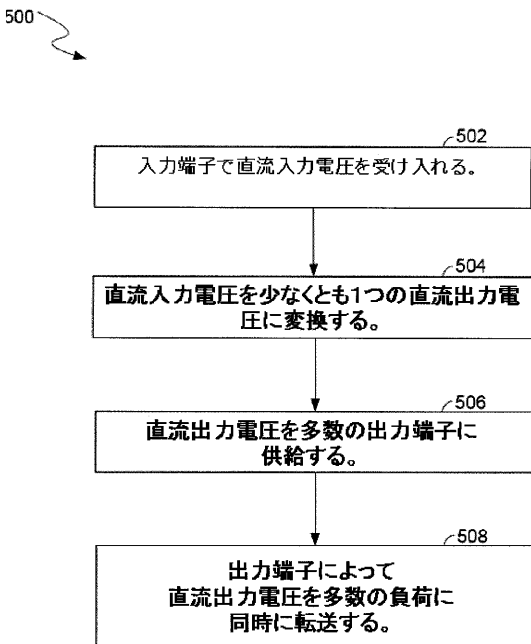 500
502
入力端子で直流入力電圧を受け入れる。
504
直流入力電圧を少なくとも1つの直流出力電
圧に変換する。
506
直流出力電圧を多数の出力端子に
供給する。
508
出力端子によって
直流出力電圧を多数の負荷に
同時に転送する。